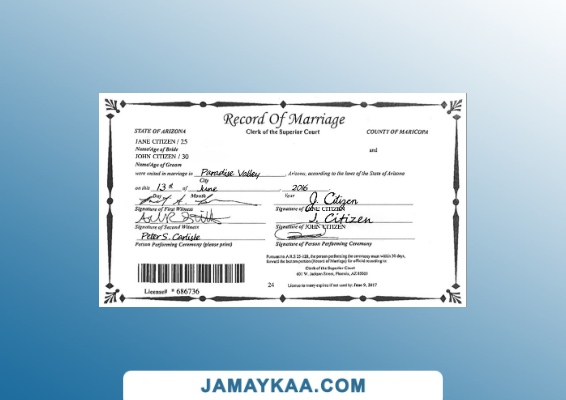 Record Of Marriage
STATE OF ARIZONA Clerk of the Superior Court COUNTY OF MARICOPA
JANE CITIZEN / 25
Name/Age of Bride and
JOHN CITIZEN / 30
Name/Age of Groom
were united in marriage in Paradise Valley, Arizona, according to the laws of the State of Arizona
City
on this 13th of June, 2016
Day Month Year
J. Citizen
Signature of First Witness Signature of JANE CITIZEN
J. Citizen
Signature of Second Witness Signature of JOHN CITIZEN
Peter S. Carlisle
Person Performing Ceremony (please print) Signature of Person Performing Ceremony
Pursuant to A.R.S 25-128, the person performing the ceremony must within 30 days,
forward the bottom portion (Record of Marriage) for official recording to:
Clerk of the Superior Court
601 W. Jackson Street, Phoenix, AZ 85003
24 License to marry expires if not used by: June 9, 2017
License# * 686736
JAMAYKAA.COM